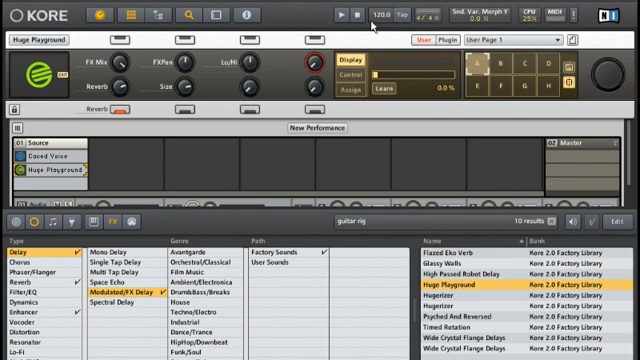 KORE
120.0 Tap 4 / 4 Snd. Var. Morph Y 0.0 % CPU 25% MIDI
Huge Playground User Plugin User Page 1
FX Mix FXPan Lo/Hi Display A B C D
EDIT Control
Reverb Size Assign Learn 0.0 % E F G H
Reverb
New Performance
01 Source 02 Master
Caved Voice
Huge Playground
01 Audio M S
FX guitar rig 10 results Edit
Type Genre Path Name Bank
Delay Mono Delay Avantgarde Factory Sounds Flazed Eko Verb Kore 2.0 Factory Library
Chorus Single Tap Delay Orchestral/Classical User Sounds Glassy Walls Kore 2.0 Factory Library
Phaser/Flanger Multi Tap Delay Film Music High Passed Robot Delay Kore 2.0 Factory Library
Reverb Space Echo Ambient/Electronica Huge Playground Kore 2.0 Factory Library
Filter/EQ Modulated/FX Delay Drum&Bass/Breaks Hugerizer Kore 2.0 Factory Library
Dynamics Spectral Delay House Hugerizer Kore 2.0 Factory Library
Enhancer Techno/Electro Psyched And Reversed Kore 2.0 Factory Library
Vocoder Industrial Timed Rotation Kore 2.0 Factory Library
Distortion Dance/Trance Wide Crystal Flange Delays Kore 2.0 Factory Library
Resonator HipHop/Downbeat Wide Crystal Flange Delays Kore 2.0 Factory Library
Lo-Fi Funk/Soul